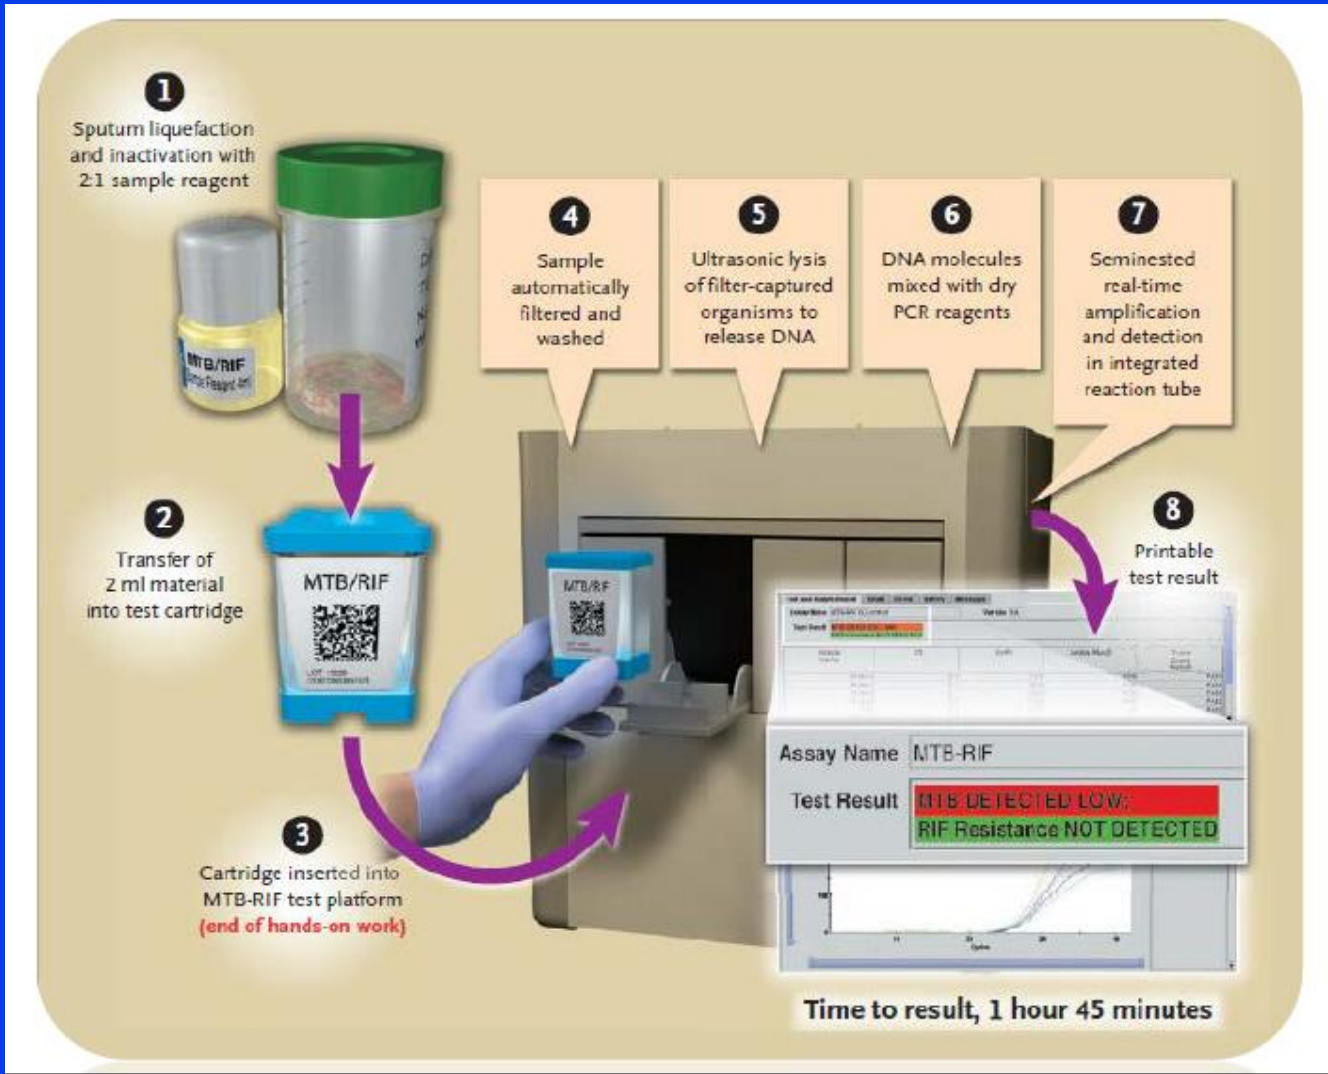 1
Sputum liquefaction
and inactivation with
2:1 sample reagent
MTB/RIF
2
Transfer of
2 ml material
into test cartridge
MTB/RIF
3
Cartridge inserted into
MTB-RIF test platform
(end of hands-on work)
MTB/RIF
4
Sample
automatically
filtered and
washed
5
Ultrasonic lysis
of filter-captured
organisms to
release DNA
6
DNA molecules
mixed with dry
PCR reagents
7
Seminested
real-time
amplification
and detection
in integrated
reaction tube
8
Printable
test result
Test Result
Assay Name MTB-RIF
Test Result MTB DETECTED LOW;
RIF Resistance NOT DETECTED
Cycles
Time to result, 1 hour 45 minutes